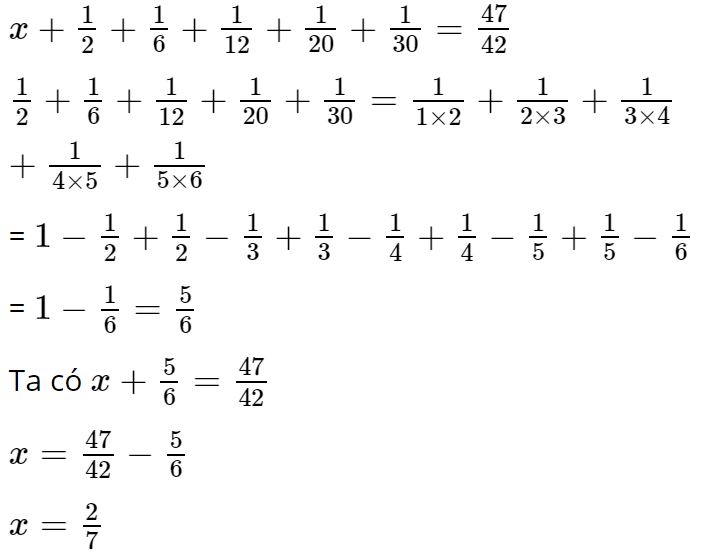 x + 1/2 + 1/6 + 1/12 + 1/20 + 1/30 = 47/42
1/2 + 1/6 + 1/12 + 1/20 + 1/30 = 1/(1×2) + 1/(2×3) + 1/(3×4)
+ 1/(4×5) + 1/(5×6)
= 1 − 1/2 + 1/2 − 1/3 + 1/3 − 1/4 + 1/4 − 1/5 + 1/5 − 1/6
= 1 − 1/6 = 5/6
Ta có x + 5/6 = 47/42
x = 47/42 − 5/6
x = 2/7